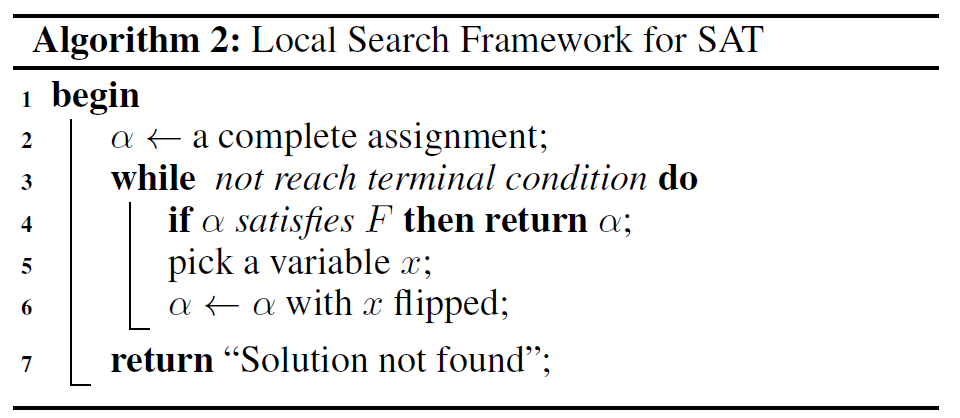 Algorithm 2: Local Search Framework for SAT
1 begin
2 α ← a complete assignment;
3 while not reach terminal condition do
4 if α satisfies F then return α;
5 pick a variable x;
6 α ← α with x flipped;
7 return “Solution not found”;